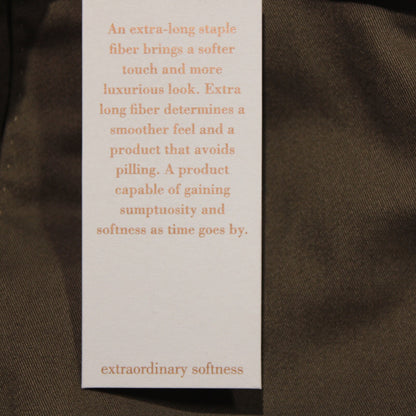 An extra-long staple
fiber brings a softer
touch and more
luxurious look. Extra
long fiber determines a
smoother feel and a
product that avoids
pilling. A product
capable of gaining
sumptuosity and
softness as time goes by.
extraordinary softness